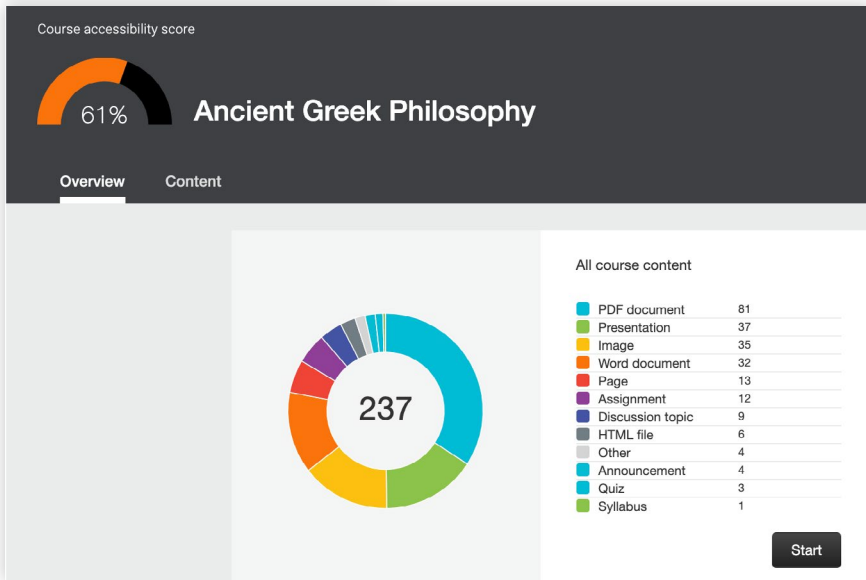 Course accessibility score
61%
Ancient Greek Philosophy
Overview Content
All course content
PDF document 81
Presentation 37
Image 35
Word document 32
Page 13
Assignment 12
Discussion topic 9
HTML file 6
Other 4
Announcement 4
Quiz 3
Syllabus 1
237
Start